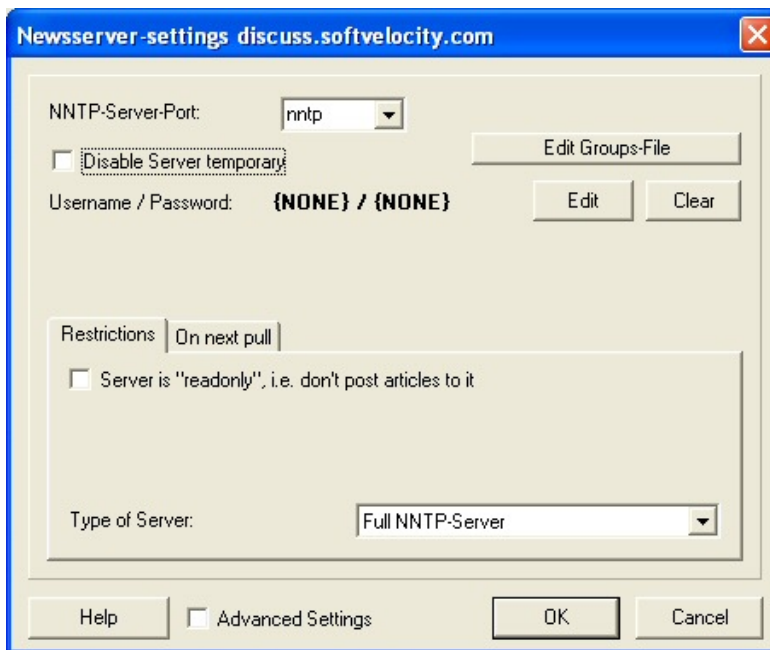 Newsserver-settings discuss.softvelocity.com
NNTP-Server-Port: nntp
Edit Groups-File
Disable Server temporary
Username / Password: {NONE} / {NONE} Edit Clear
Restrictions On next pull
Server is "readonly", i.e. don't post articles to it
Type of Server: Full NNTP-Server
Help Advanced Settings OK Cancel